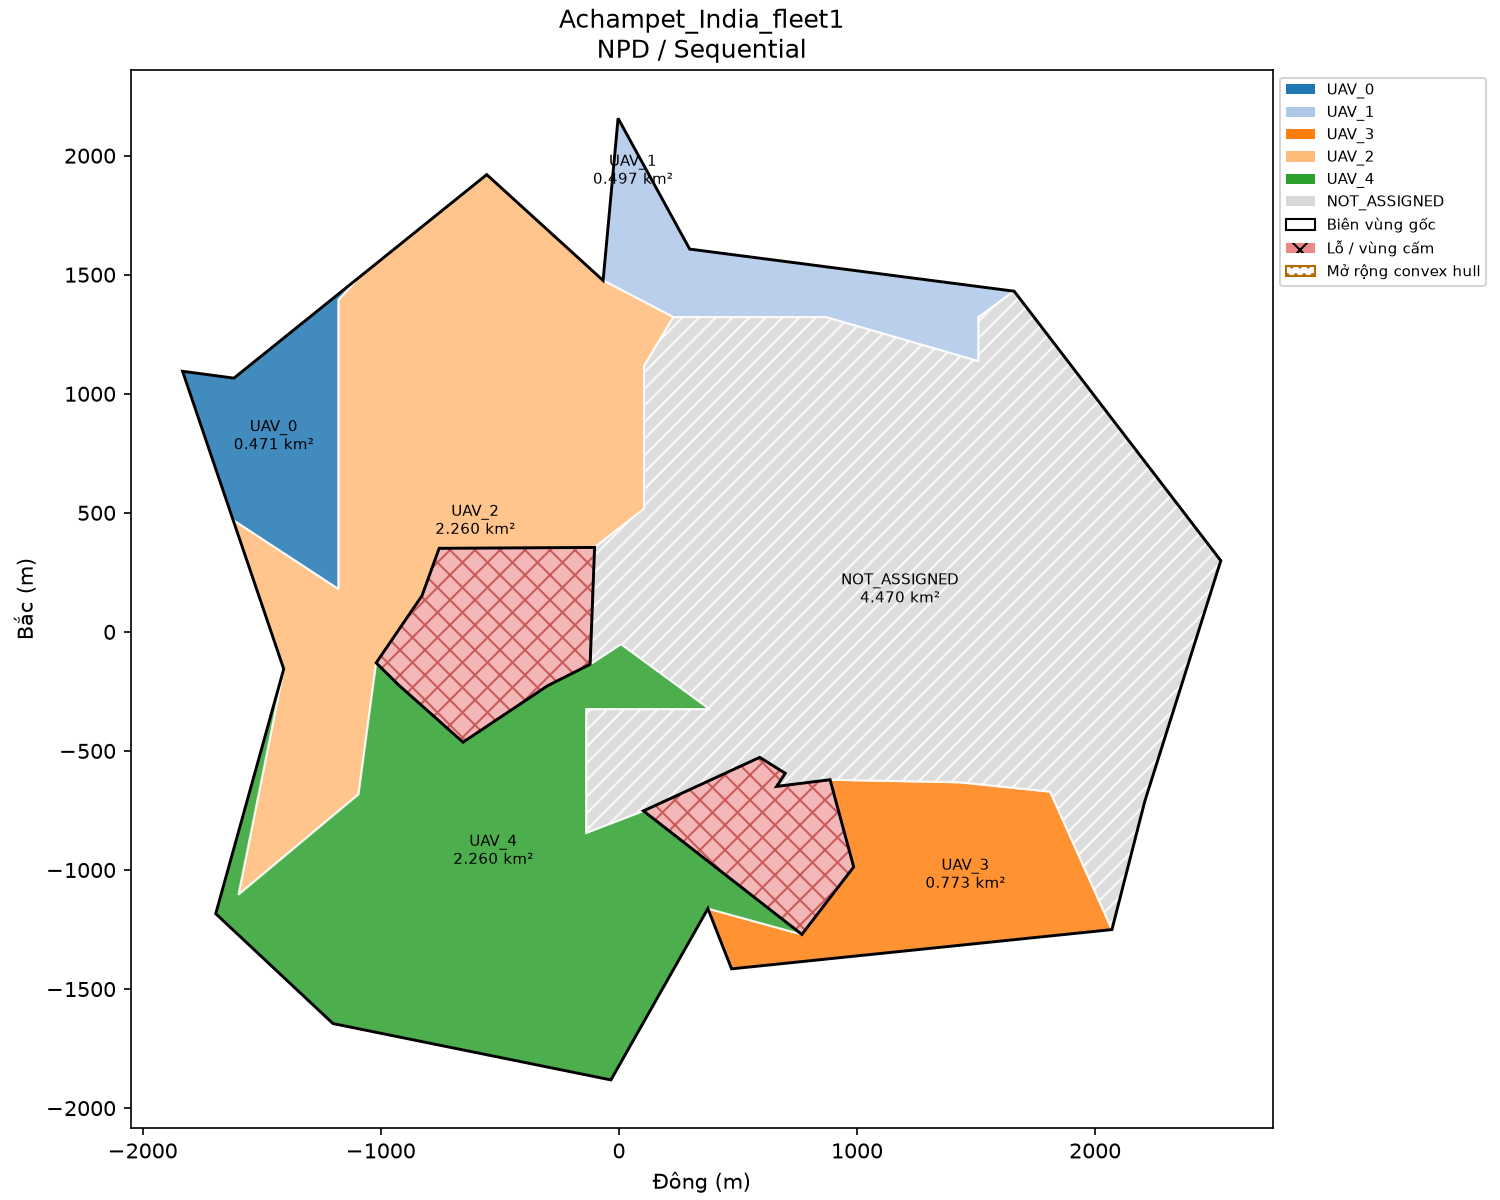 Achampet_India_fleet1
NPD / Sequential
UAV_0
UAV_1
UAV_3
UAV_2
UAV_4
NOT_ASSIGNED
Biên vùng gốc
Lỗ / vùng cấm
Mở rộng convex hull
UAV_1
0.497 km²
UAV_0
0.471 km²
UAV_2
2.260 km²
NOT_ASSIGNED
4.470 km²
UAV_4
2.260 km²
UAV_3
0.773 km²
2000
1500
1000
500
0
−500
−1000
−1500
−2000
Bắc (m)
−2000
−1000
0
1000
2000
Đông (m)